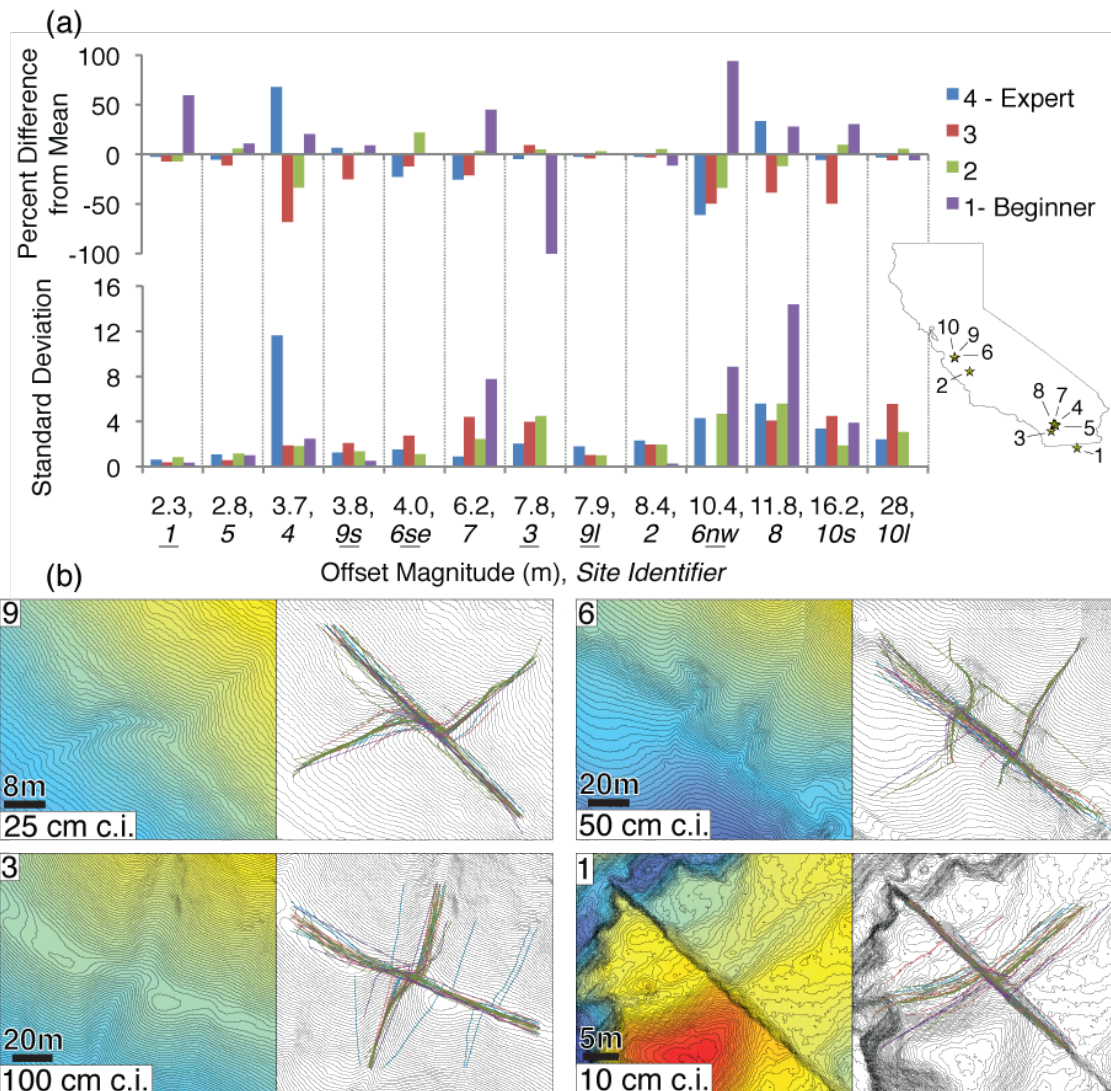 (a)
Percent Difference from Mean
100
50
0
-50
-100
4 - Expert
3
2
1- Beginner
Standard Deviation
16
12
8
4
0
10 9
6
2
8 7
4
5
3
1
2.3, 2.8, 3.7, 3.8, 4.0, 6.2, 7.8, 7.9, 8.4, 10.4, 11.8, 16.2, 28,
1 5 4 9s 6se 7 3 9l 2 6nw 8 10s 10l
Offset Magnitude (m), Site Identifier
(b)
9
8m
25 cm c.i.
6
20m
50 cm c.i.
3
20m
100 cm c.i.
1
5m
10 cm c.i.